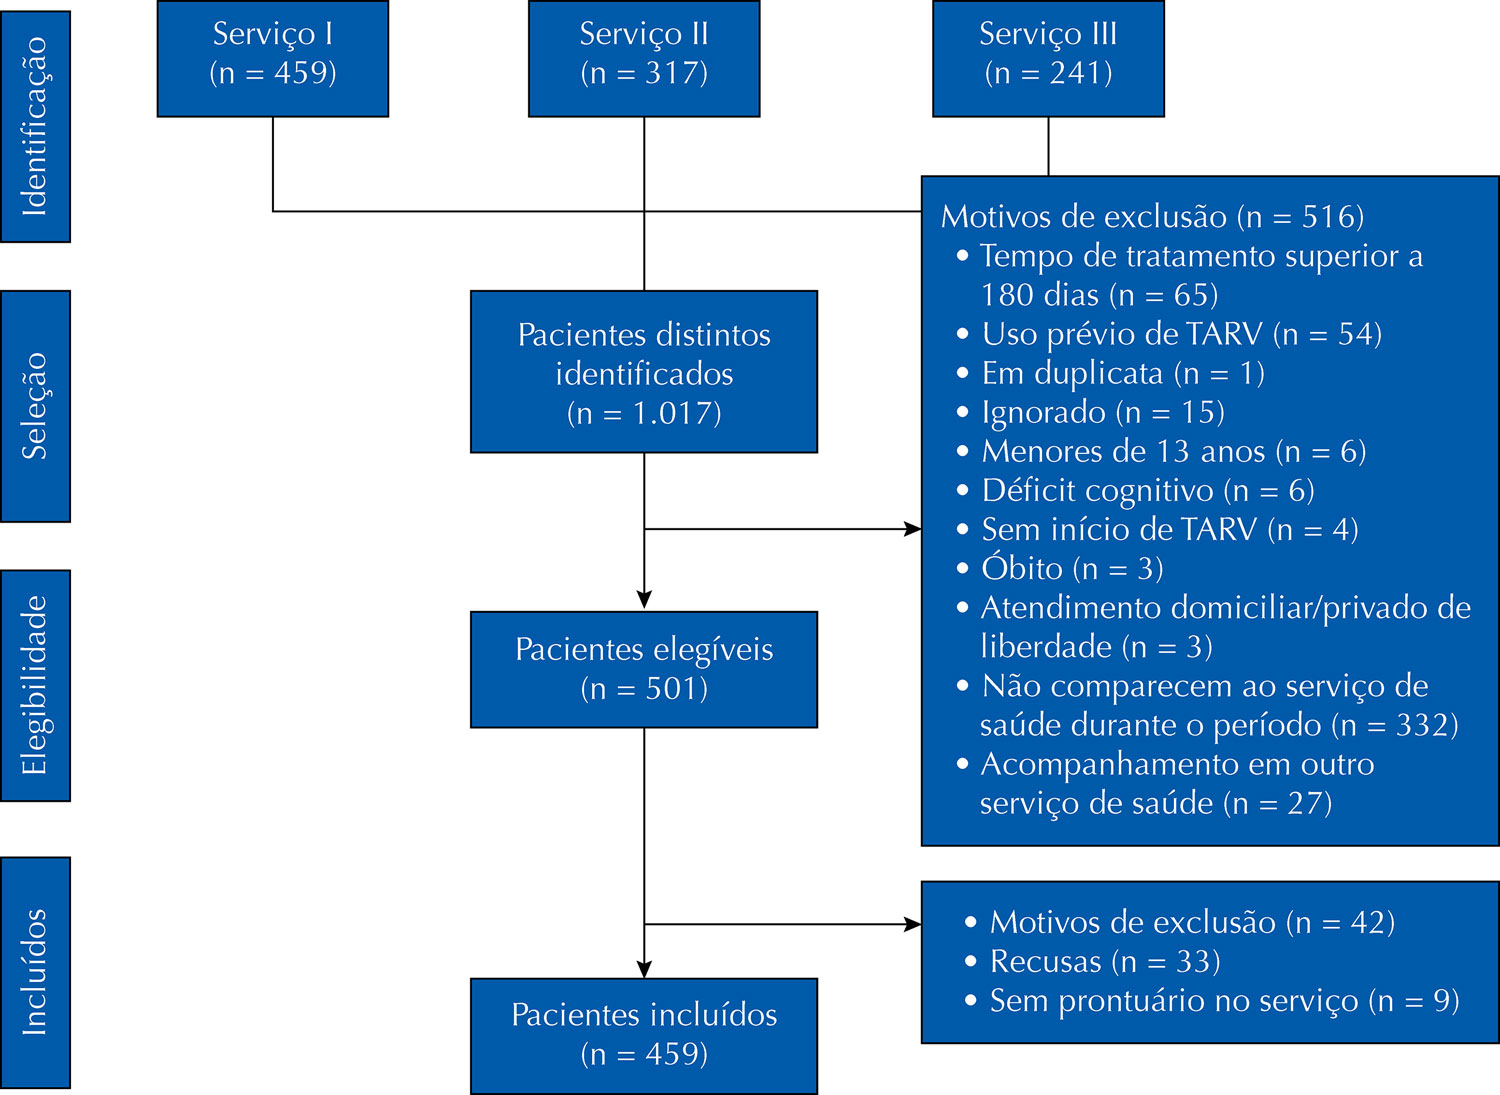 Identificação
Serviço I
(n = 459)
Serviço II
(n = 317)
Serviço III
(n = 241)
Motivos de exclusão (n = 516)
• Tempo de tratamento superior a
180 dias (n = 65)
• Uso prévio de TARV (n = 54)
• Em duplicata (n = 1)
• Ignorado (n = 15)
• Menores de 13 anos (n = 6)
• Déficit cognitivo (n = 6)
• Sem início de TARV (n = 4)
• Óbito (n = 3)
• Atendimento domiciliar/privado de
liberdade (n = 3)
• Não comparecem ao serviço de
saúde durante o período (n = 332)
• Acompanhamento em outro
serviço de saúde (n = 27)
Seleção
Pacientes distintos
identificados
(n = 1.017)
Elegibilidade
Pacientes elegíveis
(n = 501)
Incluídos
• Motivos de exclusão (n = 42)
• Recusas (n = 33)
• Sem prontuário no serviço (n = 9)
Pacientes incluídos
(n = 459)